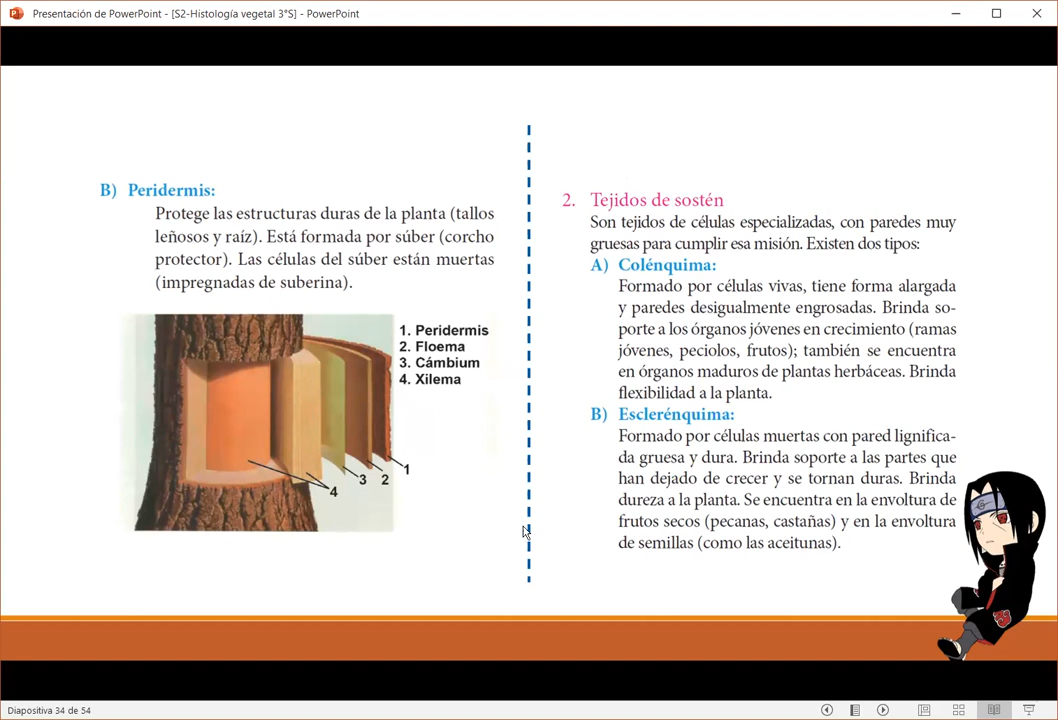 Presentación de PowerPoint - [S2-Histología vegetal 3°S] - PowerPoint
B) Peridermis:
Protege las estructuras duras de la planta (tallos
leñosos y raíz). Está formada por súber (corcho
protector). Las células del súber están muertas
(impregnadas de suberina).
1. Peridermis
2. Floema
3. Cámbium
4. Xilema
1
2
3
4
2. Tejidos de sostén
Son tejidos de células especializadas, con paredes muy
gruesas para cumplir esa misión. Existen dos tipos:
A) Colénquima:
Formado por células vivas, tiene forma alargada
y paredes desigualmente engrosadas. Brinda so-
porte a los órganos jóvenes en crecimiento (ramas
jóvenes, peciolos, frutos); también se encuentra
en órganos maduros de plantas herbáceas. Brinda
flexibilidad a la planta.
B) Esclerénquima:
Formado por células muertas con pared lignifica-
da gruesa y dura. Brinda soporte a las partes que
han dejado de crecer y se tornan duras. Brinda
dureza a la planta. Se encuentra en la envoltura de
frutos secos (pecanas, castañas) y en la envoltura
de semillas (como las aceitunas).
Diapositiva 34 de 54